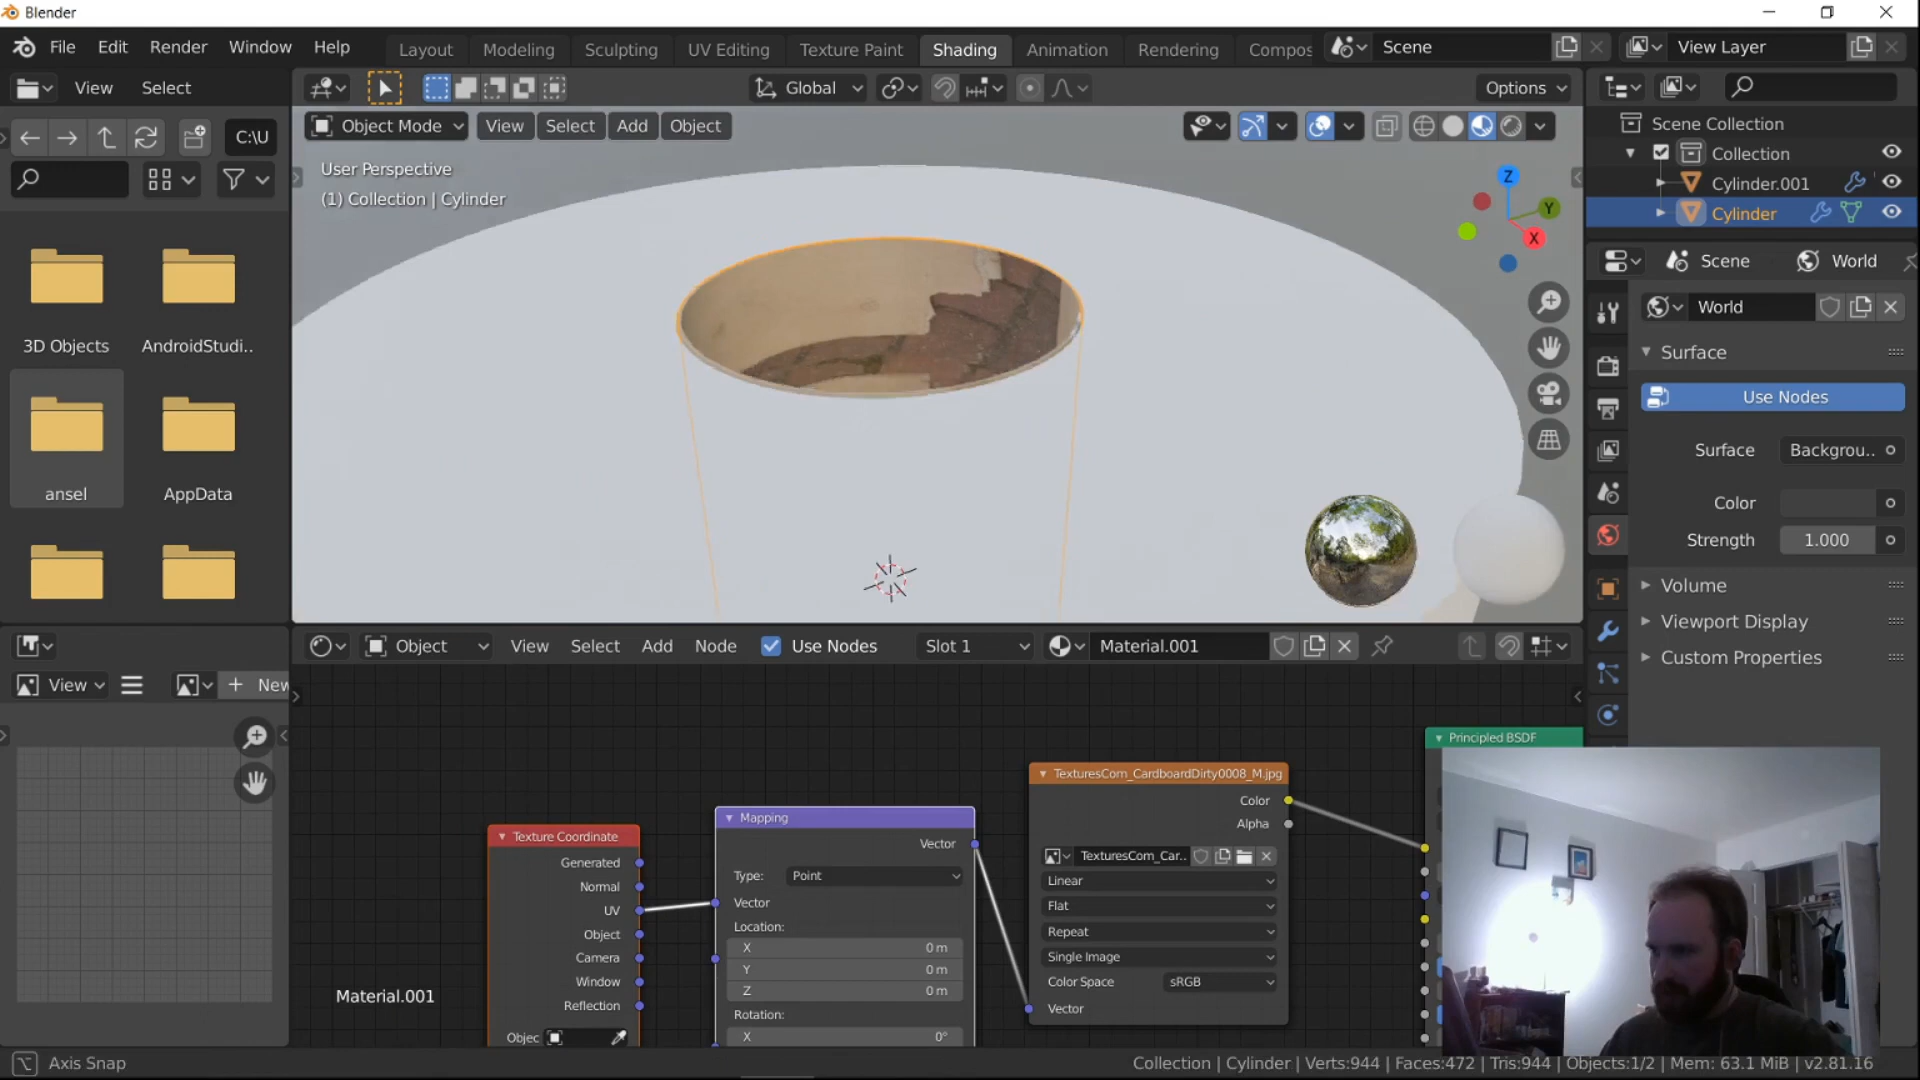 Blender
File Edit Render Window Help
Layout Modeling Sculpting UV Editing Texture Paint Shading Animation Rendering Compos
Scene
View Layer
View Select
Global
Options
C:\U
Object Mode View Select Add Object
User Perspective
(1) Collection | Cylinder
Z
Y
X
3D Objects
AndroidStudi..
ansel
AppData
Scene Collection
Collection
Cylinder.001
Cylinder
Scene
World
World
Surface
Use Nodes
Surface
Backgrou..
Color
Strength
1.000
Volume
Viewport Display
Custom Properties
Object View Select Add Node Use Nodes Slot 1 Material.001
View
New
Principled BSDF
TexturesCom_CardboardDirty0008_M.jpg
Color
Alpha
TexturesCom_Car..
Linear
Flat
Repeat
Single Image
Color Space
sRGB
Vector
Mapping
Vector
Type:
Point
Vector
Location:
X 0 m
Y 0 m
Z 0 m
Rotation:
X 0°
Texture Coordinate
Generated
Normal
UV
Object
Camera
Window
Reflection
Objec
Material.001
Axis Snap
Collection | Cylinder | Verts:944 | Faces:472 | Tris:944 | Objects:1/2 | Mem: 63.1 MiB | v2.81.16